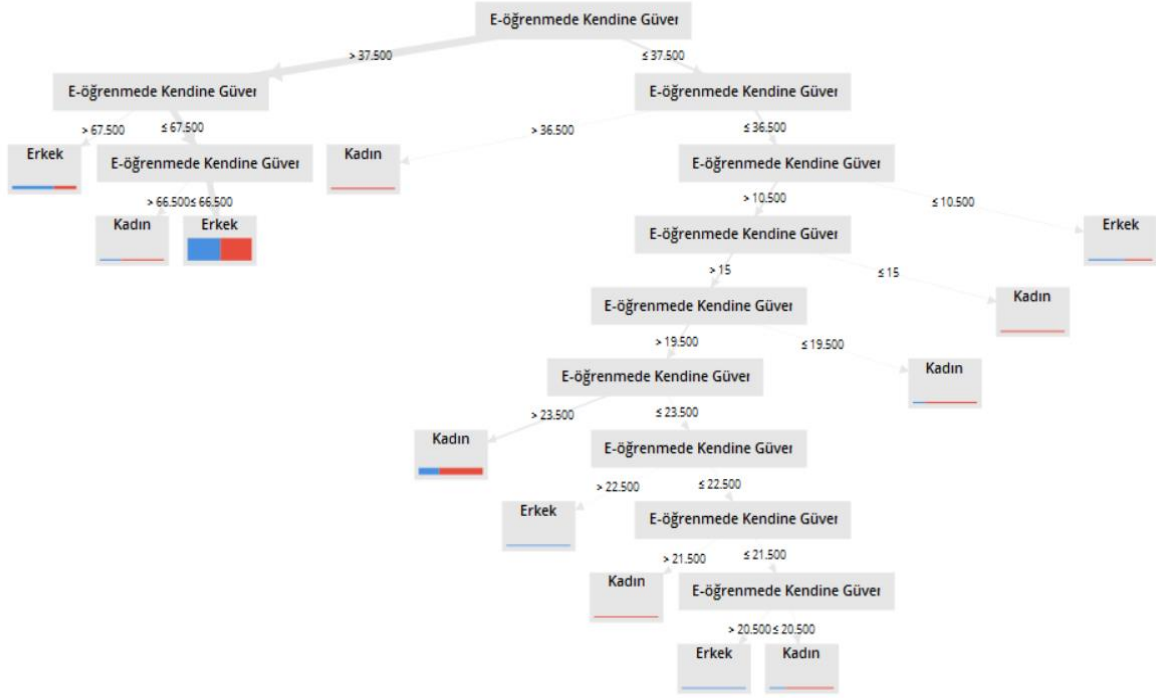 E-öğrenmede Kendine Güver
> 37.500
≤ 37.500
E-öğrenmede Kendine Güver
E-öğrenmede Kendine Güver
> 67.500
≤ 67.500
> 36.500
≤ 36.500
Erkek
E-öğrenmede Kendine Güver
Kadın
E-öğrenmede Kendine Güver
> 66.500
≤ 66.500
> 10.500
≤ 10.500
Kadın
Erkek
E-öğrenmede Kendine Güver
Erkek
> 15
≤ 15
E-öğrenmede Kendine Güver
Kadın
> 19.500
≤ 19.500
E-öğrenmede Kendine Güver
Kadın
> 23.500
≤ 23.500
Kadın
E-öğrenmede Kendine Güver
> 22.500
≤ 22.500
Erkek
E-öğrenmede Kendine Güver
> 21.500
≤ 21.500
Kadın
E-öğrenmede Kendine Güver
> 20.500
≤ 20.500
Erkek
Kadın